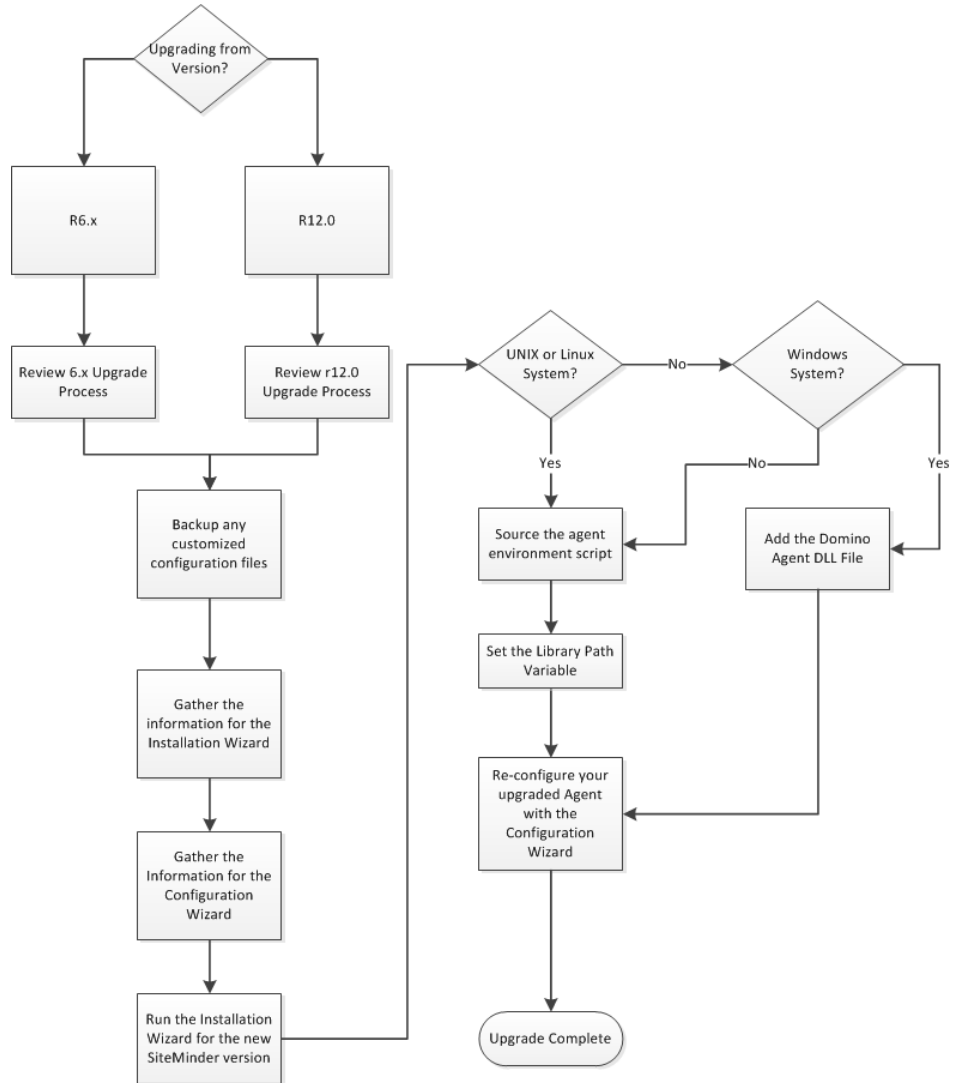 Upgrading from
Version?
R6.x
R12.0
Review 6.x Upgrade
Process
Review r12.0
Upgrade Process
Backup any
customized
configuration files
Gather the
information for the
Installation Wizard
Gather the
Information for the
Configuration
Wizard
Run the Installation
Wizard for the new
SiteMinder version
UNIX or Linux
System?
No
Windows
System?
Yes
No
Yes
Source the agent
environment script
Add the Domino
Agent DLL File
Set the Library Path
Variable
Re-configure your
upgraded Agent
with the
Configuration
Wizard
Upgrade Complete